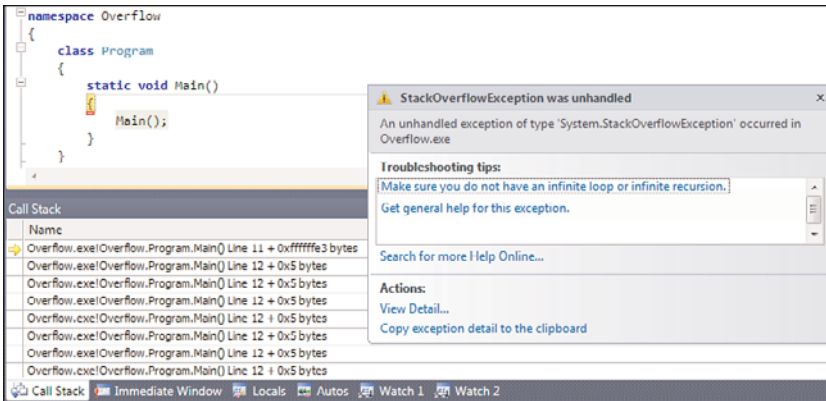 namespace Overflow
{
class Program
{
static void Main()
{
Main();
}
}
StackOverflowException was unhandled
An unhandled exception of type 'System.StackOverflowException' occurred in
Overflow.exe
Troubleshooting tips:
Make sure you do not have an infinite loop or infinite recursion.
Get general help for this exception.
Search for more Help Online...
Actions:
View Detail...
Copy exception detail to the clipboard
Call Stack
Name
Overflow.exe!Overflow.Program.Main() Line 11 + 0xffffffe3 bytes
Overflow.exe!Overflow.Program.Main() Line 12 + 0x5 bytes
Overflow.exe!Overflow.Program.Main() Line 12 + 0x5 bytes
Overflow.exe!Overflow.Program.Main() Line 12 + 0x5 bytes
Overflow.exe!Overflow.Program.Main() Line 12 + 0x5 bytes
Overflow.exe!Overflow.Program.Main() Line 12 + 0x5 bytes
Overflow.exe!Overflow.Program.Main() Line 12 + 0x5 bytes
Overflow.exe!Overflow.Program.Main() Line 12 + 0x5 bytes
Call Stack Immediate Window Locals Autos Watch 1 Watch 2